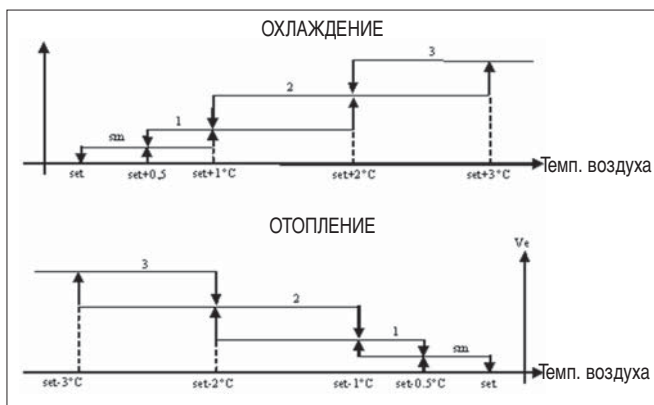 ОХЛАЖДЕНИЕ
3
2
1
sm
set set+0,5 set+1°C set+2°C set+3°C Темп. воздуха
ОТОПЛЕНИЕ
Ve
3
2
1
sm
set-3°C set-2°C set-1°C set-0.5°C set Темп. воздуха